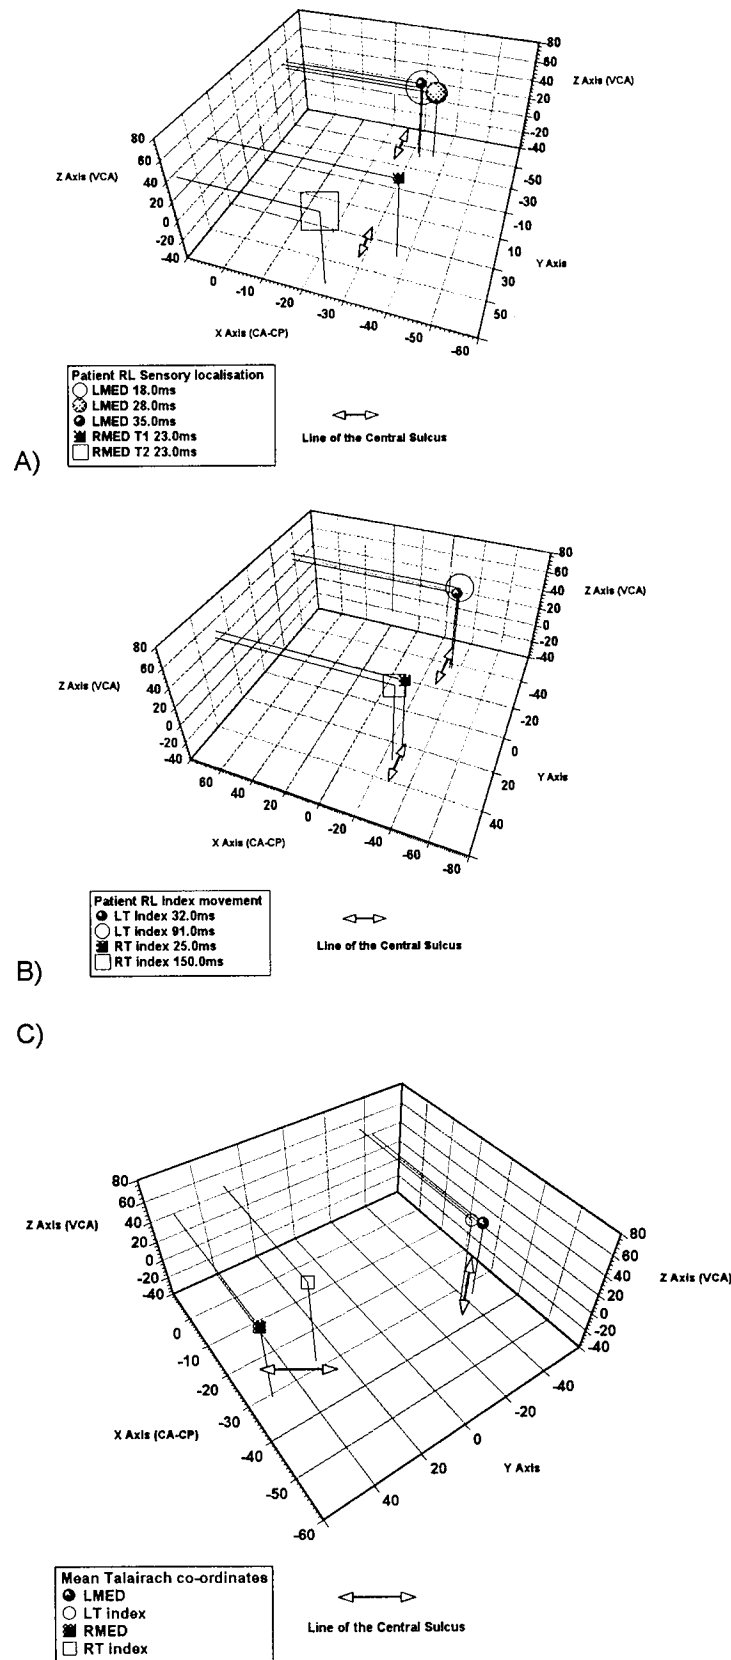 80
60
40
20
0
-20
-40
Z Axis (VCA)
80
60
40
20
0
-20
-40
Z Axis (VCA)
-50
-30
-10
10
30
50
Y Axis
0
-10
-20
-30
-40
-50
-60
X Axis (CA-CP)
Patient RL Sensory localisation
LMED 18.0ms
LMED 28.0ms
LMED 35.0ms
RMED T1 23.0ms
RMED T2 23.0ms
Line of the Central Sulcus
A)
80
60
40
20
0
-20
-40
Z Axis (VCA)
80
60
40
20
0
-20
-40
Z Axis (VCA)
-40
-20
0
20
40
Y Axis
60
40
20
0
-20
-40
-60
-80
X Axis (CA-CP)
Patient RL Index movement
LT Index 32.0ms
LT Index 91.0ms
RT index 25.0ms
RT index 150.0ms
Line of the Central Sulcus
B)
C)
80
60
40
20
0
-20
-40
Z Axis (VCA)
80
60
40
20
0
-20
-40
Z Axis (VCA)
0
-10
-20
-30
-40
-50
-60
X Axis (CA-CP)
-40
-20
0
20
40
Y Axis
Mean Talairach co-ordinates
LMED
LT index
RMED
RT index
Line of the Central Sulcus